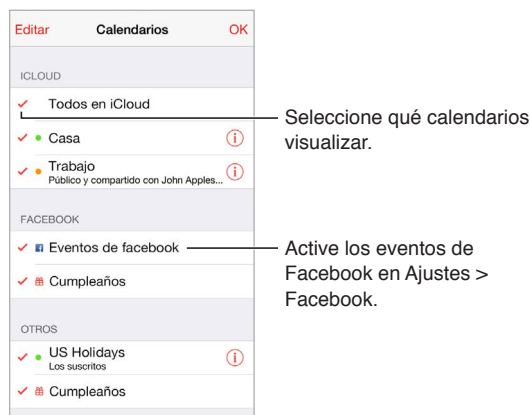 Editar Calendarios OK
ICLOUD
Todos en iCloud
Casa
Trabajo
Público y compartido con John Apples...
FACEBOOK
Eventos de facebook
Cumpleaños
OTROS
US Holidays
Los suscritos
Cumpleaños
Seleccione qué calendarios
visualizar.
Active los eventos de
Facebook en Ajustes >
Facebook.